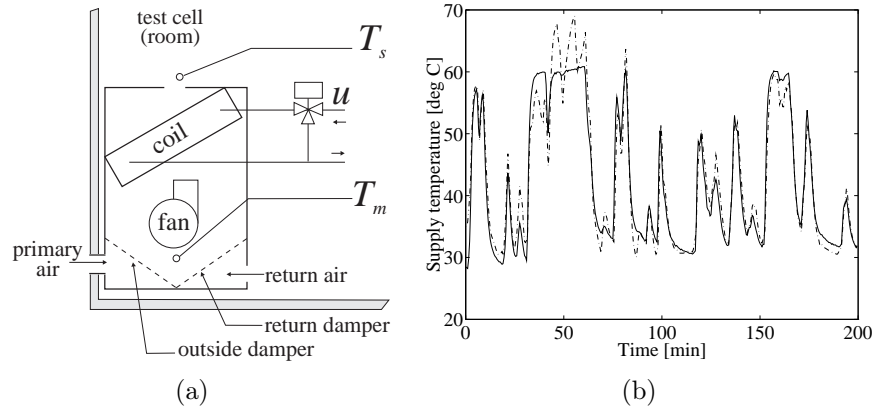 test cell
(room)
T_s
u
coil
T_m
fan
primary
air
return air
return damper
outside damper
(a)
Supply temperature [deg C]
70
60
50
40
30
20
0
50
100
150
200
Time [min]
(b)